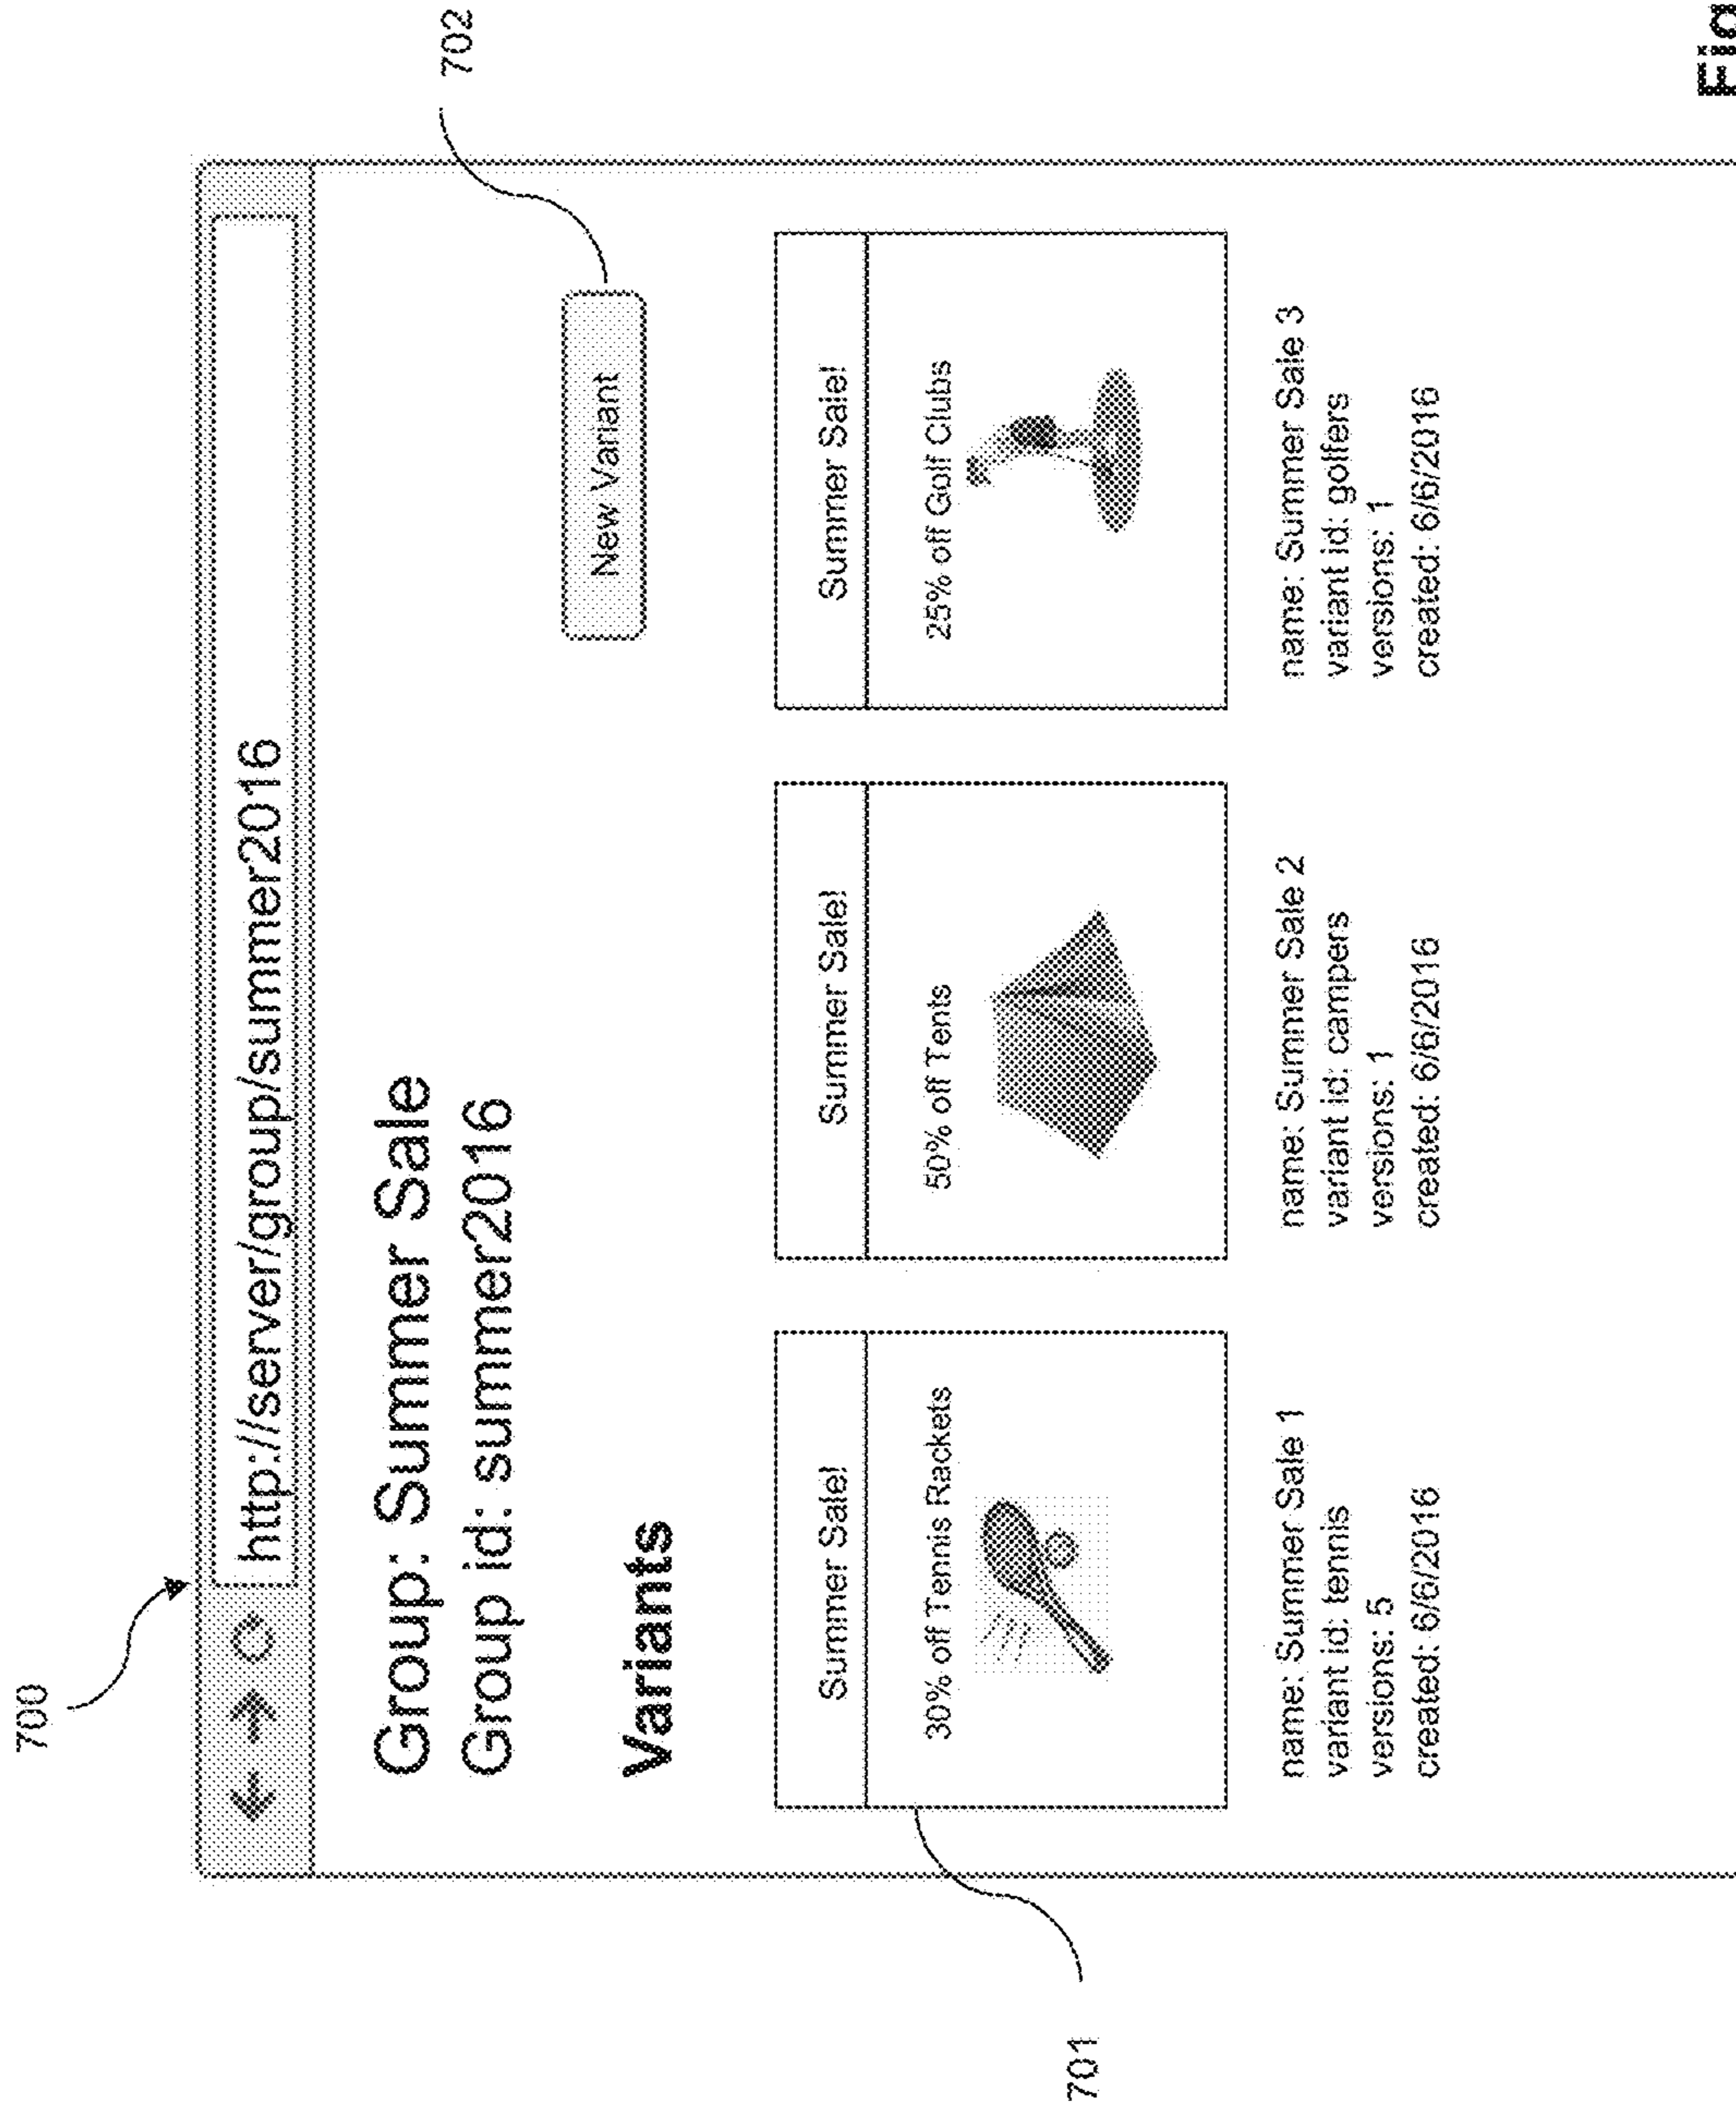 700
702
http://server/group/summer2016
Group: Summer Sale
Group id: summer2016
New Variant
Variants
Summer Sale!
30% off Tennis Rackets
name: Summer Sale 1
variant id: tennis
versions: 5
created: 6/6/2016
Summer Sale!
50% off Tents
name: Summer Sale 2
variant id: campers
versions: 1
created: 6/6/2016
Summer Sale!
25% off Golf Clubs
name: Summer Sale 3
variant id: golfers
versions: 1
created: 6/6/2016
701
Fig